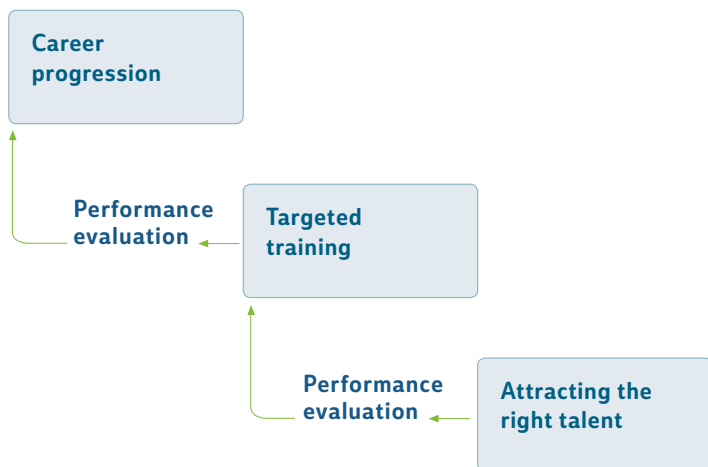 Career
progression
Performance
evaluation
Targeted
training
Performance
evaluation
Attracting the
right talent